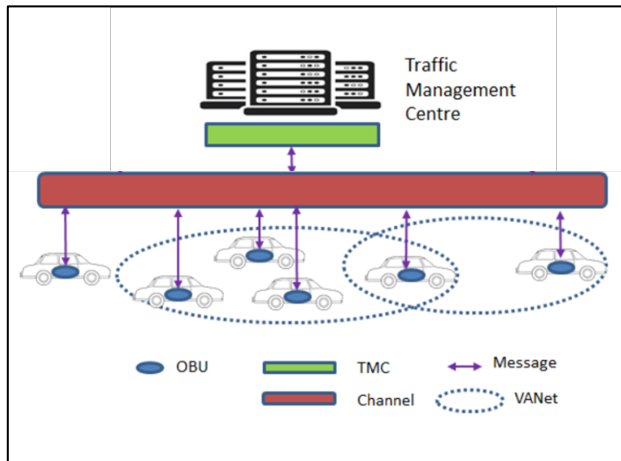 Traffic
Management
Centre
OBU
TMC
Message
Channel
VANet